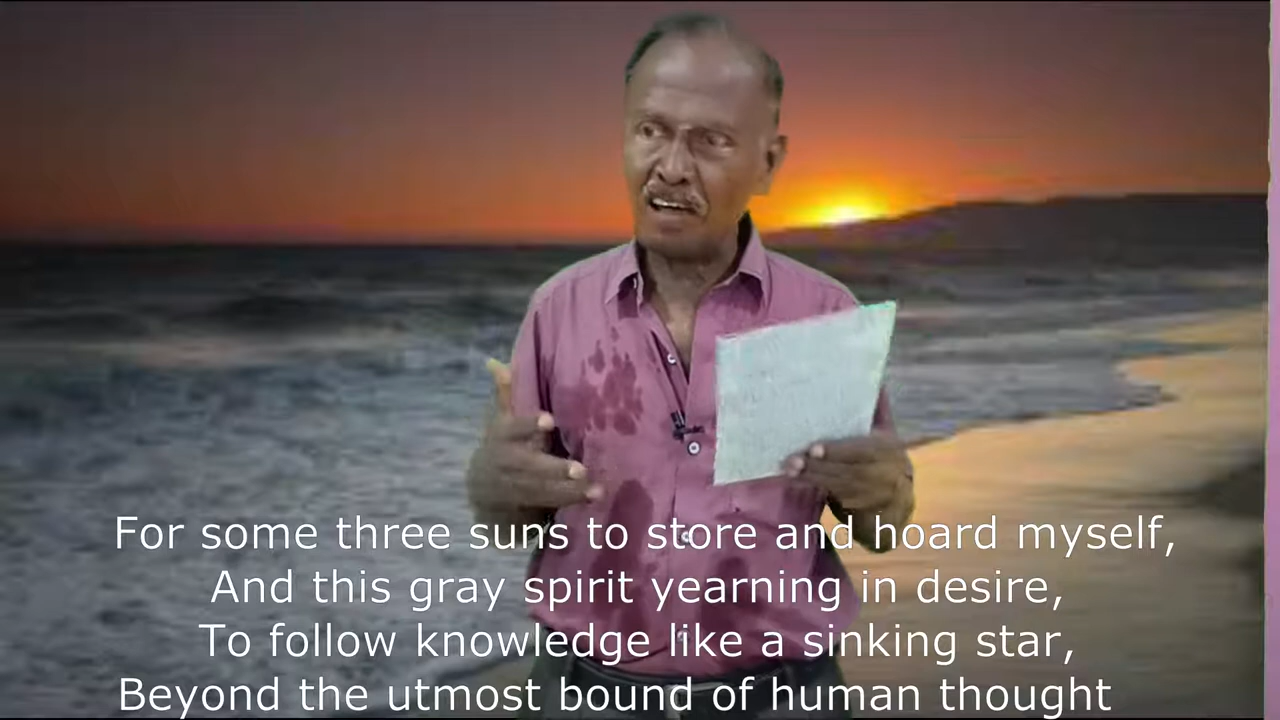 For some three suns to store and hoard myself,
And this gray spirit yearning in desire,
To follow knowledge like a sinking star,
Beyond the utmost bound of human thought